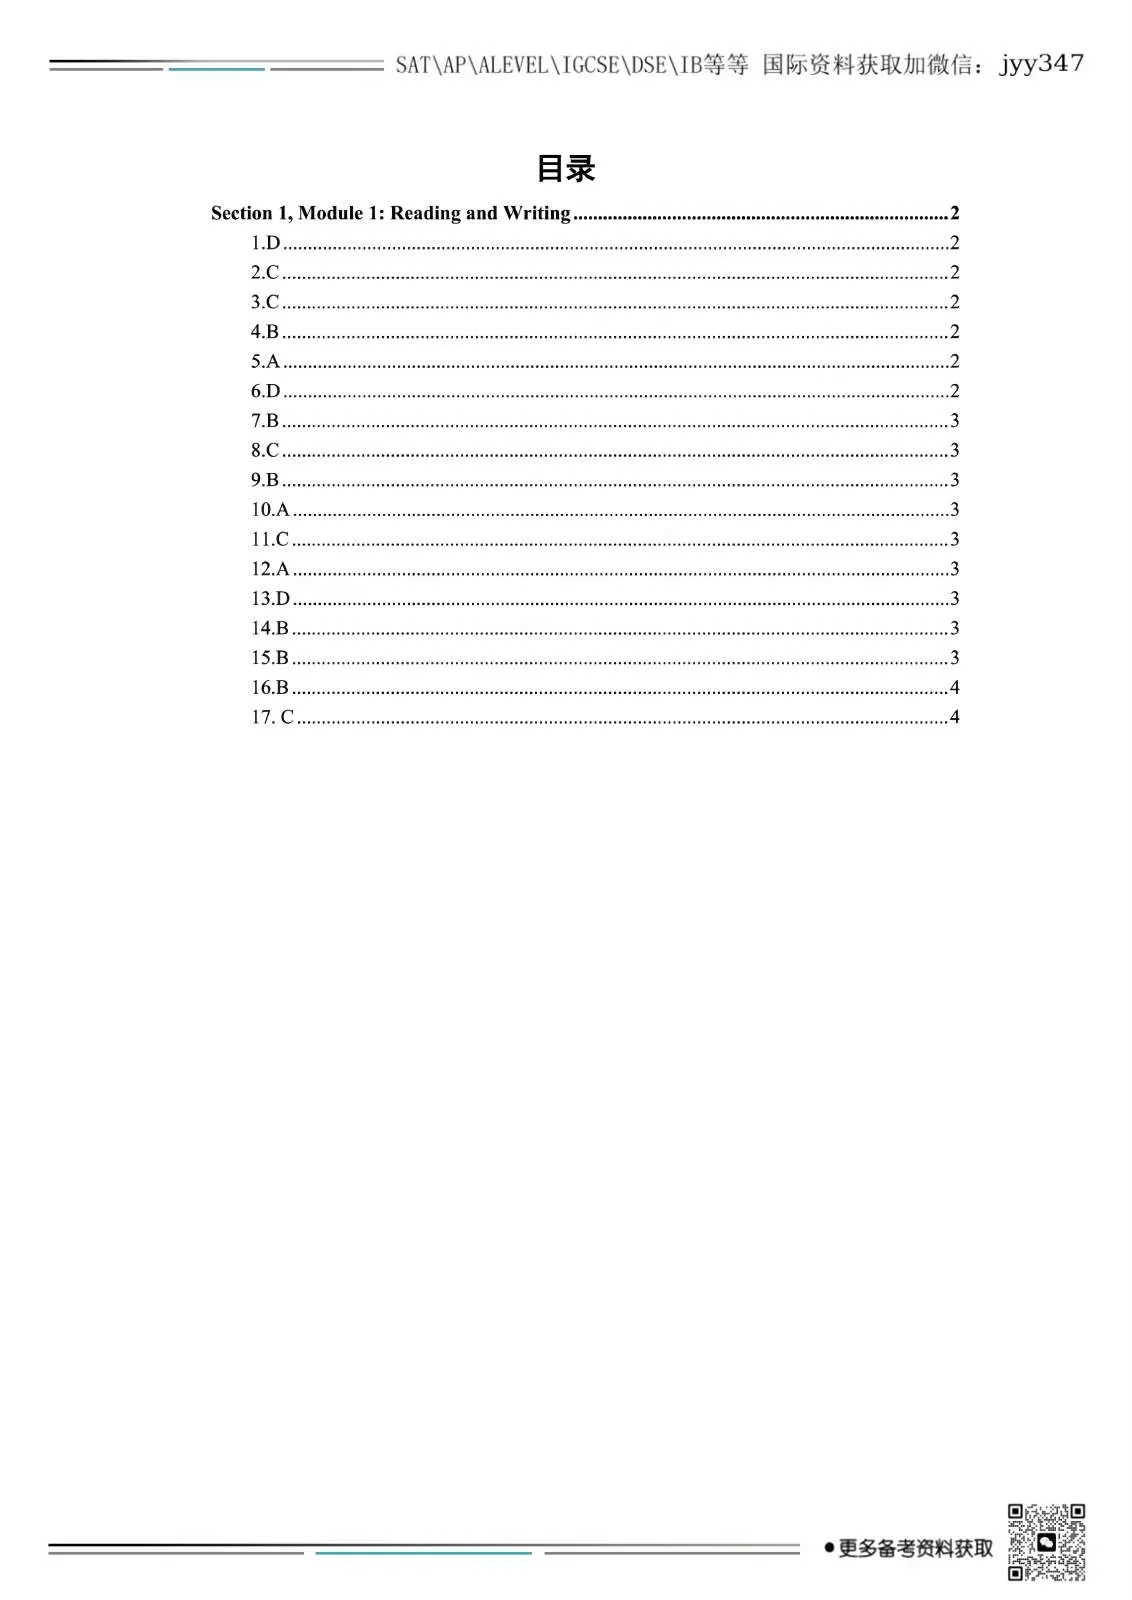 SAT\AP\ALEVEL\IGCSE\DSE\IB等等 国际资料获取加微信：jyy347
目录
Section 1, Module 1: Reading and Writing 2
1.D 2
2.C 2
3.C 2
4.B 2
5.A 2
6.D 2
7.B 3
8.C 3
9.B 3
10.A 3
11.C 3
12.A 3
13.D 3
14.B 3
15.B 3
16.B 4
17. C 4
●更多备考资料获取